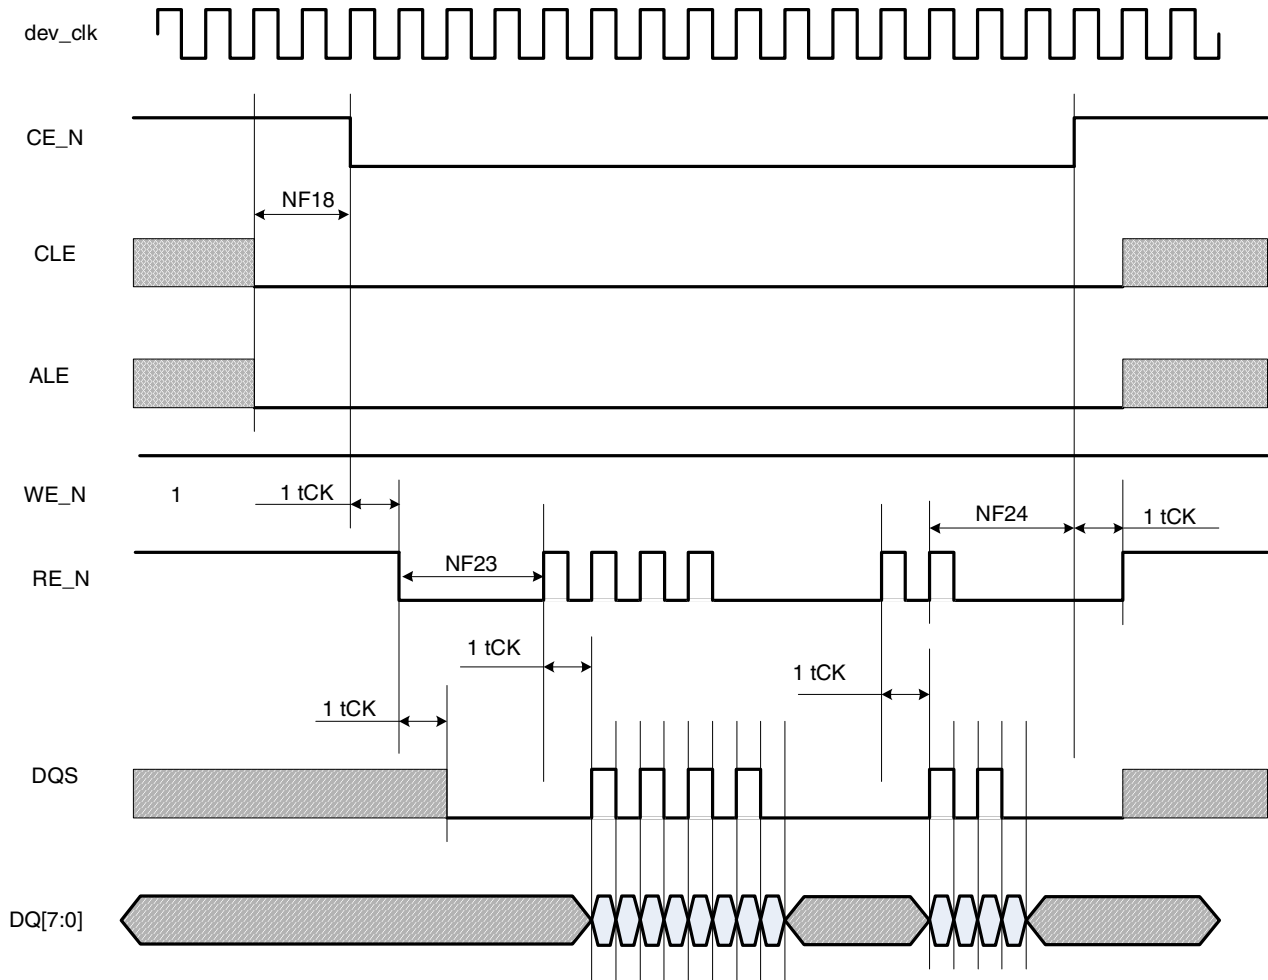 dev_clk
CE_N
NF18
CLE
ALE
WE_N 1 1 tCK NF24 1 tCK
RE_N NF23
1 tCK 1 tCK
1 tCK
DQS
DQ[7:0]